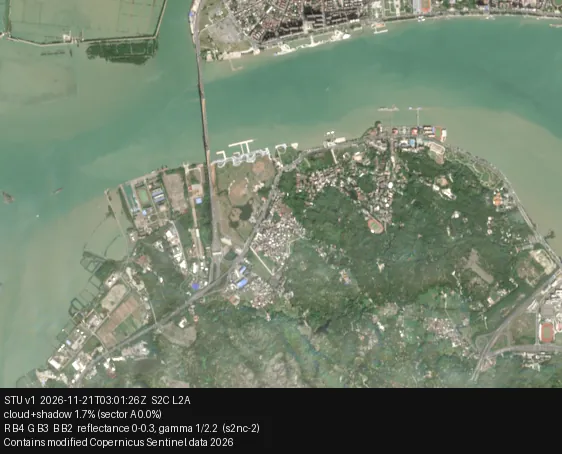 STU v1 2026-11-21T03:01:26Z S2C L2A
cloud+shadow 1.7% (sector A 0.0%)
R B4 G B3 B B2 reflectance 0-0.3, gamma 1/2.2 (s2nc-2)
Contains modified Copernicus Sentinel data 2026